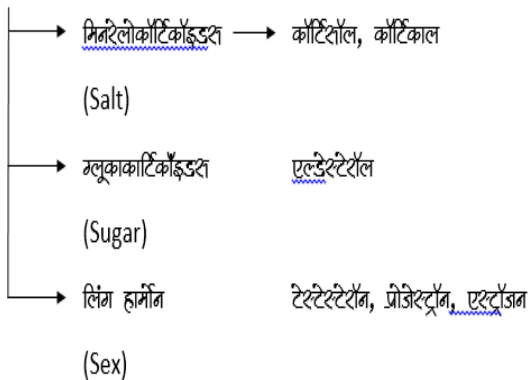 मिनरेलोकॉर्टिकॉइडस → कॉर्टिसॉल, कॉर्टिकाल
(Salt)
ग्लूकाकार्टिकॉइडस एल्डेस्टेरॉल
(Sugar)
लिंग हार्मोन टेस्टेस्टेरॉन, प्रोजेस्ट्रॉन, एस्ट्रॉजन
(Sex)